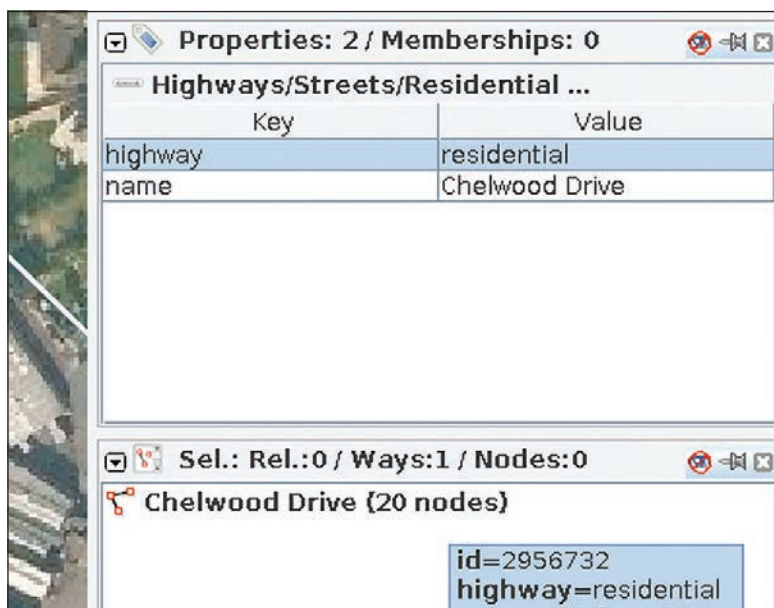 Properties: 2 / Memberships: 0
Highways/Streets/Residential ...
Key Value
highway residential
name Chelwood Drive
Sel.: Rel.:0 / Ways:1 / Nodes:0
Chelwood Drive (20 nodes)
id=2956732
highway=residential